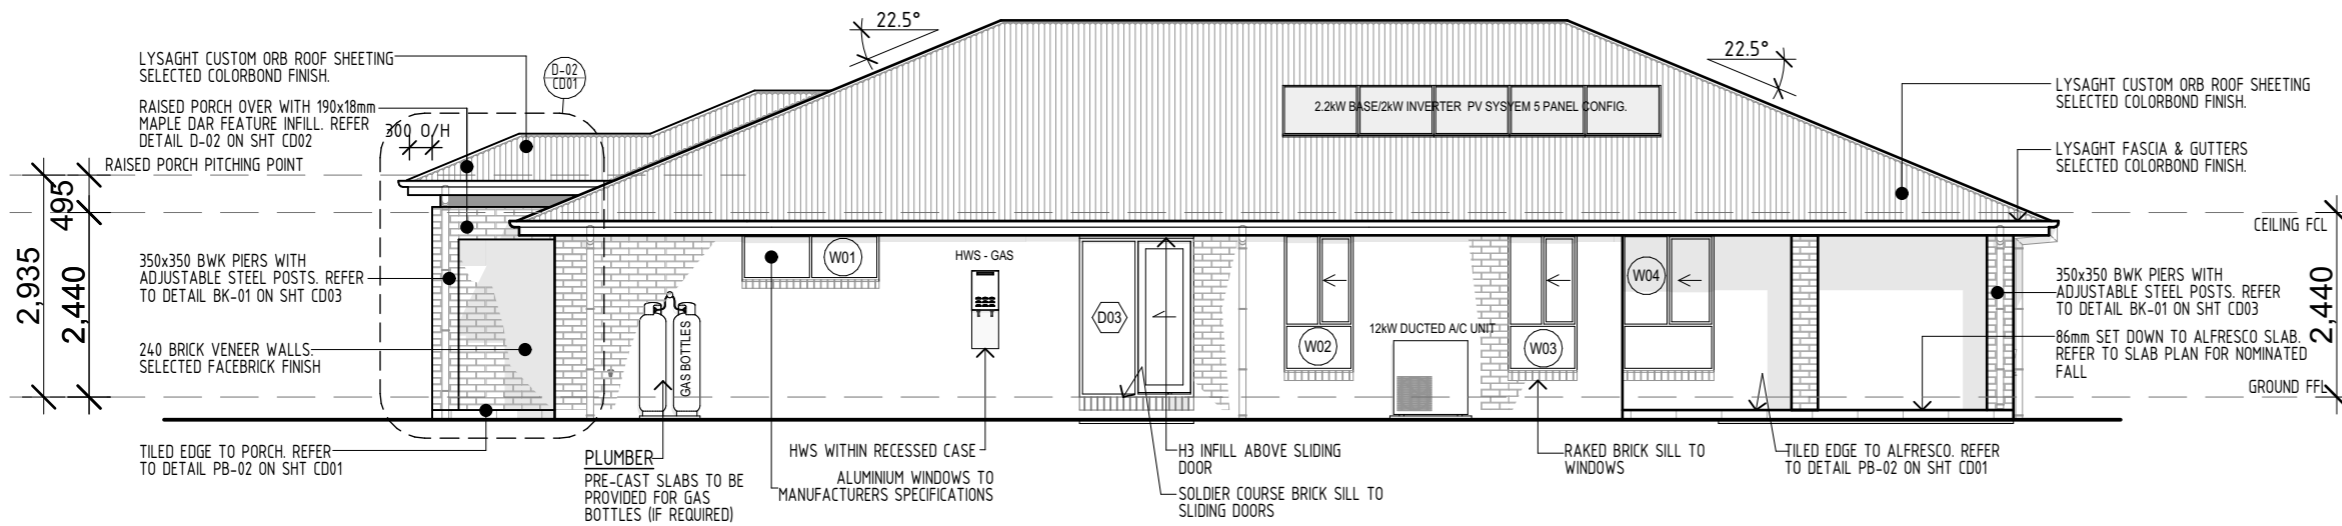 22.5°
22.5°
LYSAGHT CUSTOM ORB ROOF SHEETING
SELECTED COLORBOND FINISH.
D-02
CD01
RAISED PORCH OVER WITH 190x18mm
MAPLE DAR FEATURE INFILL. REFER
DETAIL D-02 ON SHT CD02
300 O/H
RAISED PORCH PITCHING POINT
2.2kW BASE/2kW INVERTER PV SYSYEM 5 PANEL CONFIG.
LYSAGHT CUSTOM ORB ROOF SHEETING
SELECTED COLORBOND FINISH.
LYSAGHT FASCIA & GUTTERS
SELECTED COLORBOND FINISH.
495
2,935
2,440
CEILING FCL
350x350 BWK PIERS WITH
ADJUSTABLE STEEL POSTS. REFER
TO DETAIL BK-01 ON SHT CD03
240 BRICK VENEER WALLS.
SELECTED FACEBRICK FINISH
GAS BOTTLES
W01
HWS - GAS
D03
W02
12kW DUCTED A/C UNIT
W03
W04
350x350 BWK PIERS WITH
ADJUSTABLE STEEL POSTS. REFER
TO DETAIL BK-01 ON SHT CD03
2,440
86mm SET DOWN TO ALFRESCO SLAB.
REFER TO SLAB PLAN FOR NOMINATED
FALL
GROUND FFL
TILED EDGE TO PORCH. REFER
TO DETAIL PB-02 ON SHT CD01
PLUMBER
PRE-CAST SLABS TO BE
PROVIDED FOR GAS
BOTTLES (IF REQUIRED)
HWS WITHIN RECESSED CASE
ALUMINIUM WINDOWS TO
MANUFACTURERS SPECIFICATIONS
H3 INFILL ABOVE SLIDING
DOOR
SOLDIER COURSE BRICK SILL TO
SLIDING DOORS
RAKED BRICK SILL TO
WINDOWS
TILED EDGE TO ALFRESCO. REFER
TO DETAIL PB-02 ON SHT CD01